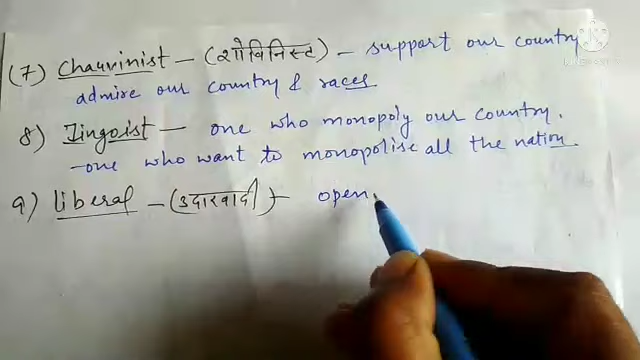 (7) Chauvinist - (शोविनिस्ट) - support our country
admire our country & races
8) Jingoist - one who monopoly our country.
- one who want to monopolise all the nation.
9) liberal - (उदारवादी) - open